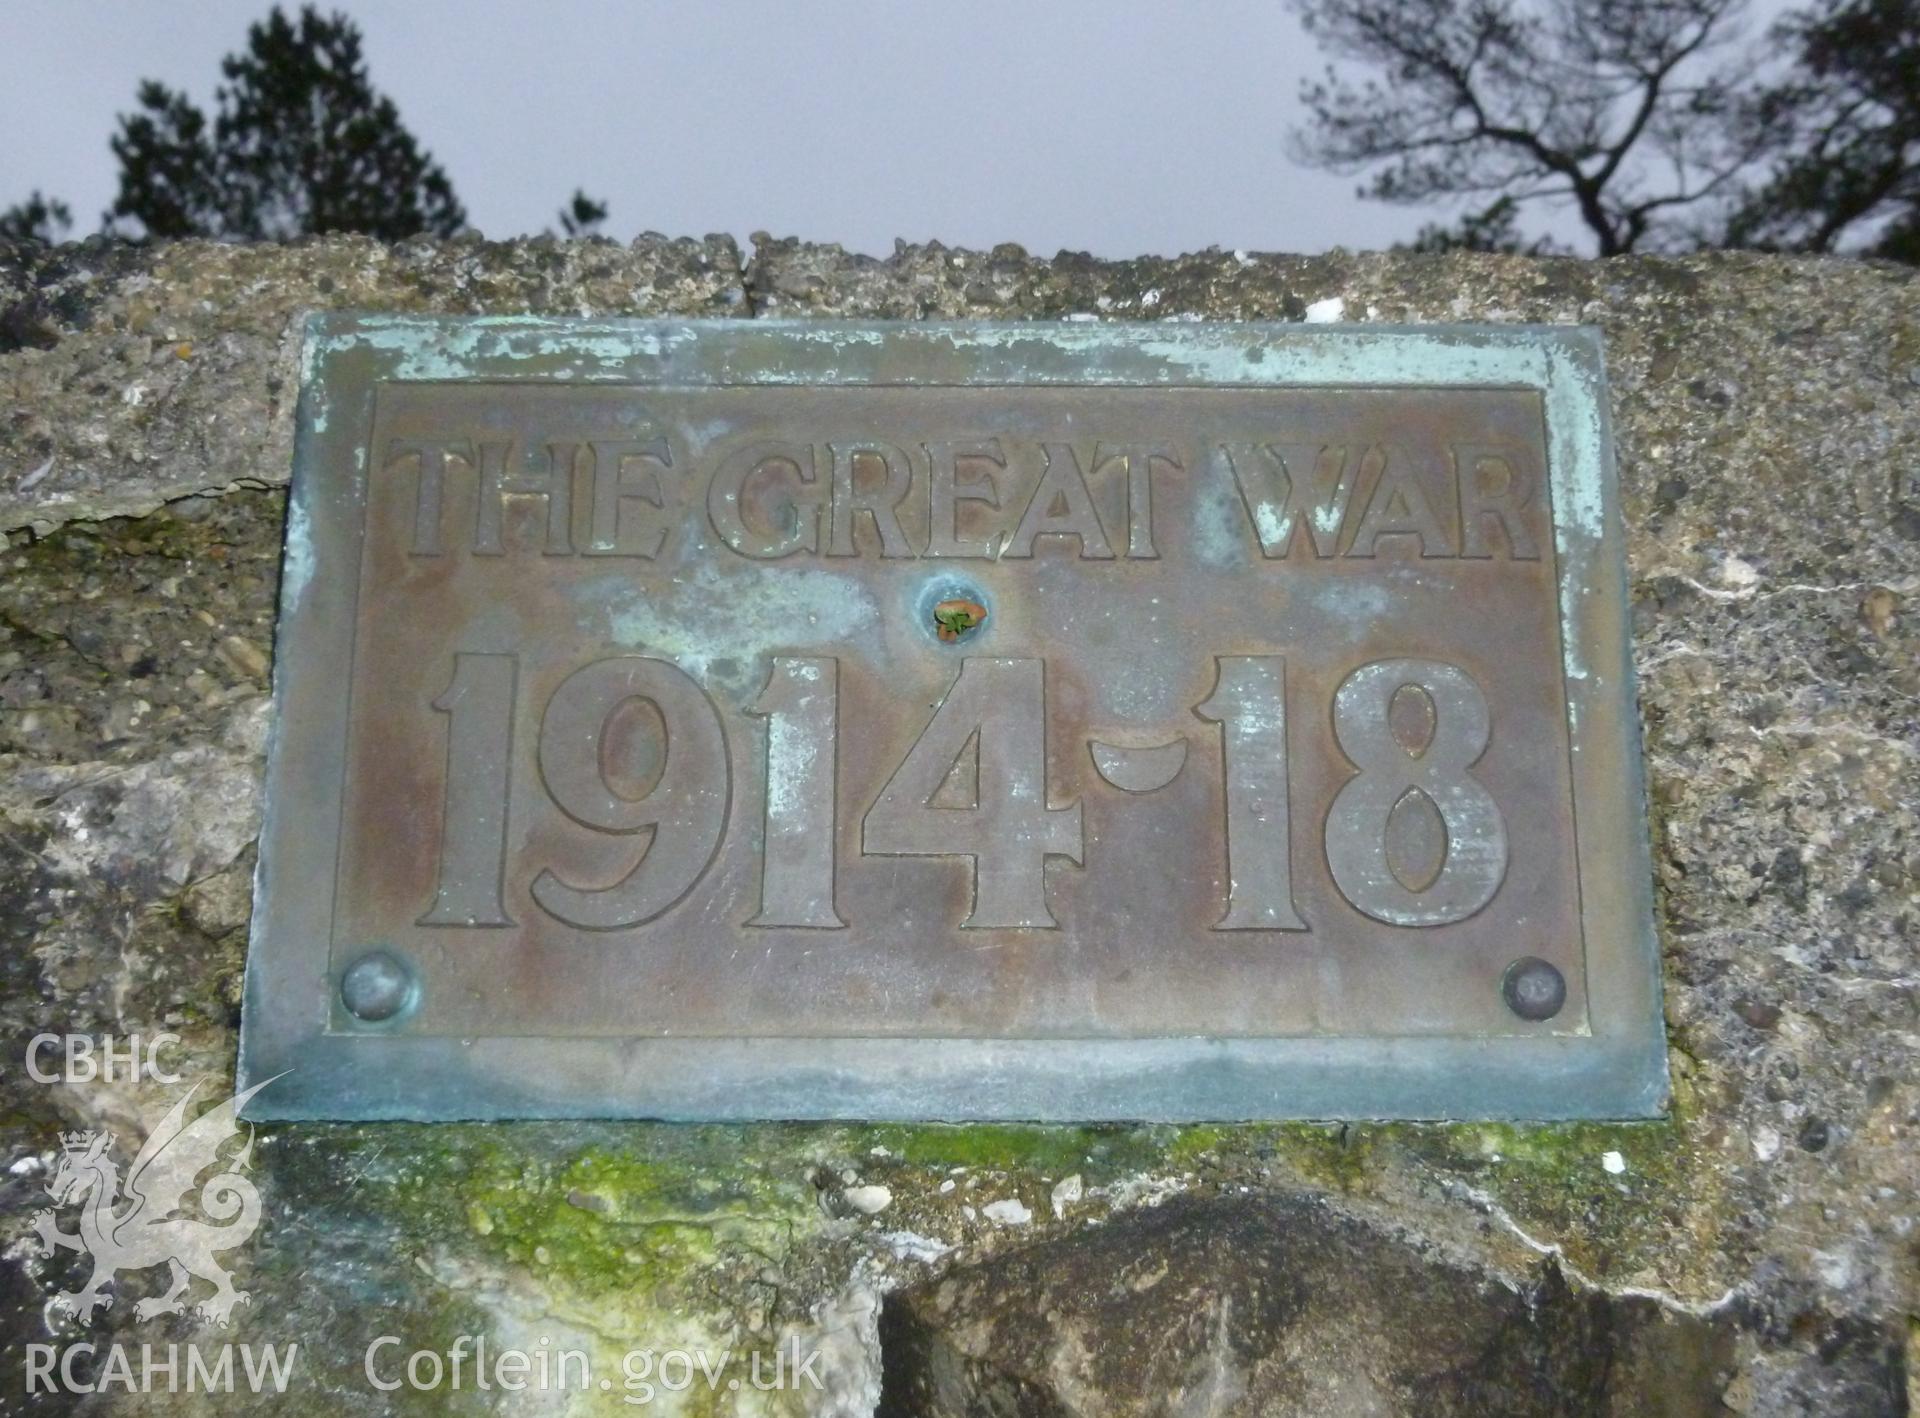 THE GREAT WAR
1914-18
CBHC
RCAHMW Coflein.gov.uk